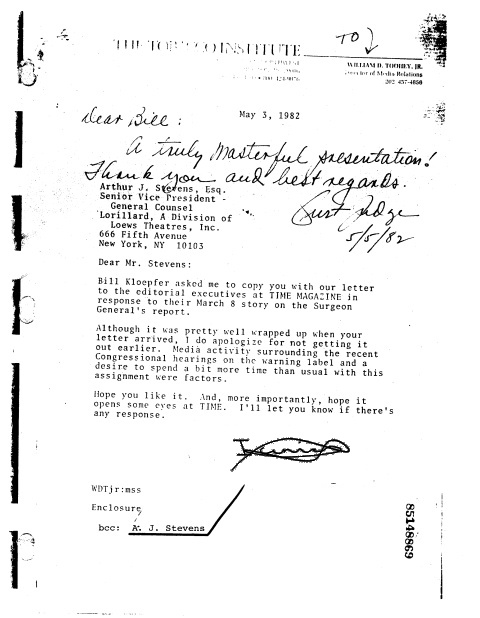 THE TOBACCO INSTITUTE
TO
WILLIAM D. TOOHEY, JR.
Director of Media Relations
202 457-4850
May 3, 1982
Dear Bill:
A truly masterful presentation!
Thank you and best regards.
Curt Judge
5/5/82
Arthur J. Stevens, Esq.
Senior Vice President -
General Counsel
Lorillard, A Division of
Loews Theatres, Inc.
666 Fifth Avenue
New York, NY 10103
Dear Mr. Stevens:
Bill Kloepfer asked me to copy you with our letter
to the editorial executives at TIME MAGAZINE in
response to their March 8 story on the Surgeon
General's report.
Although it was pretty well wrapped up when your
letter arrived, I do apologize for not getting it
out earlier. Media activity surrounding the recent
Congressional hearings on the warning label and a
desire to spend a bit more time than usual with this
assignment were factors.
Hope you like it. And, more importantly, hope it
opens some eyes at TIME. I'll let you know if there's
any response.
WDTjr:mss
Enclosure
bcc: A. J. Stevens
85148869